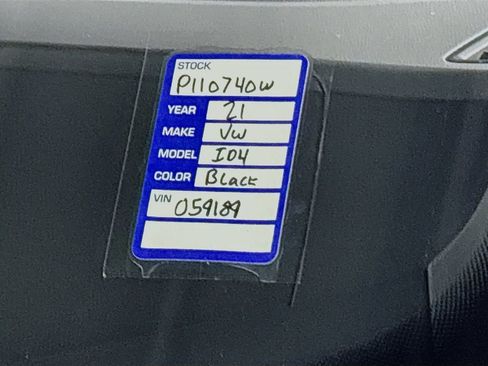 STOCK
P110740W
YEAR 21
MAKE VW
MODEL ID4
COLOR Black
VIN 059189